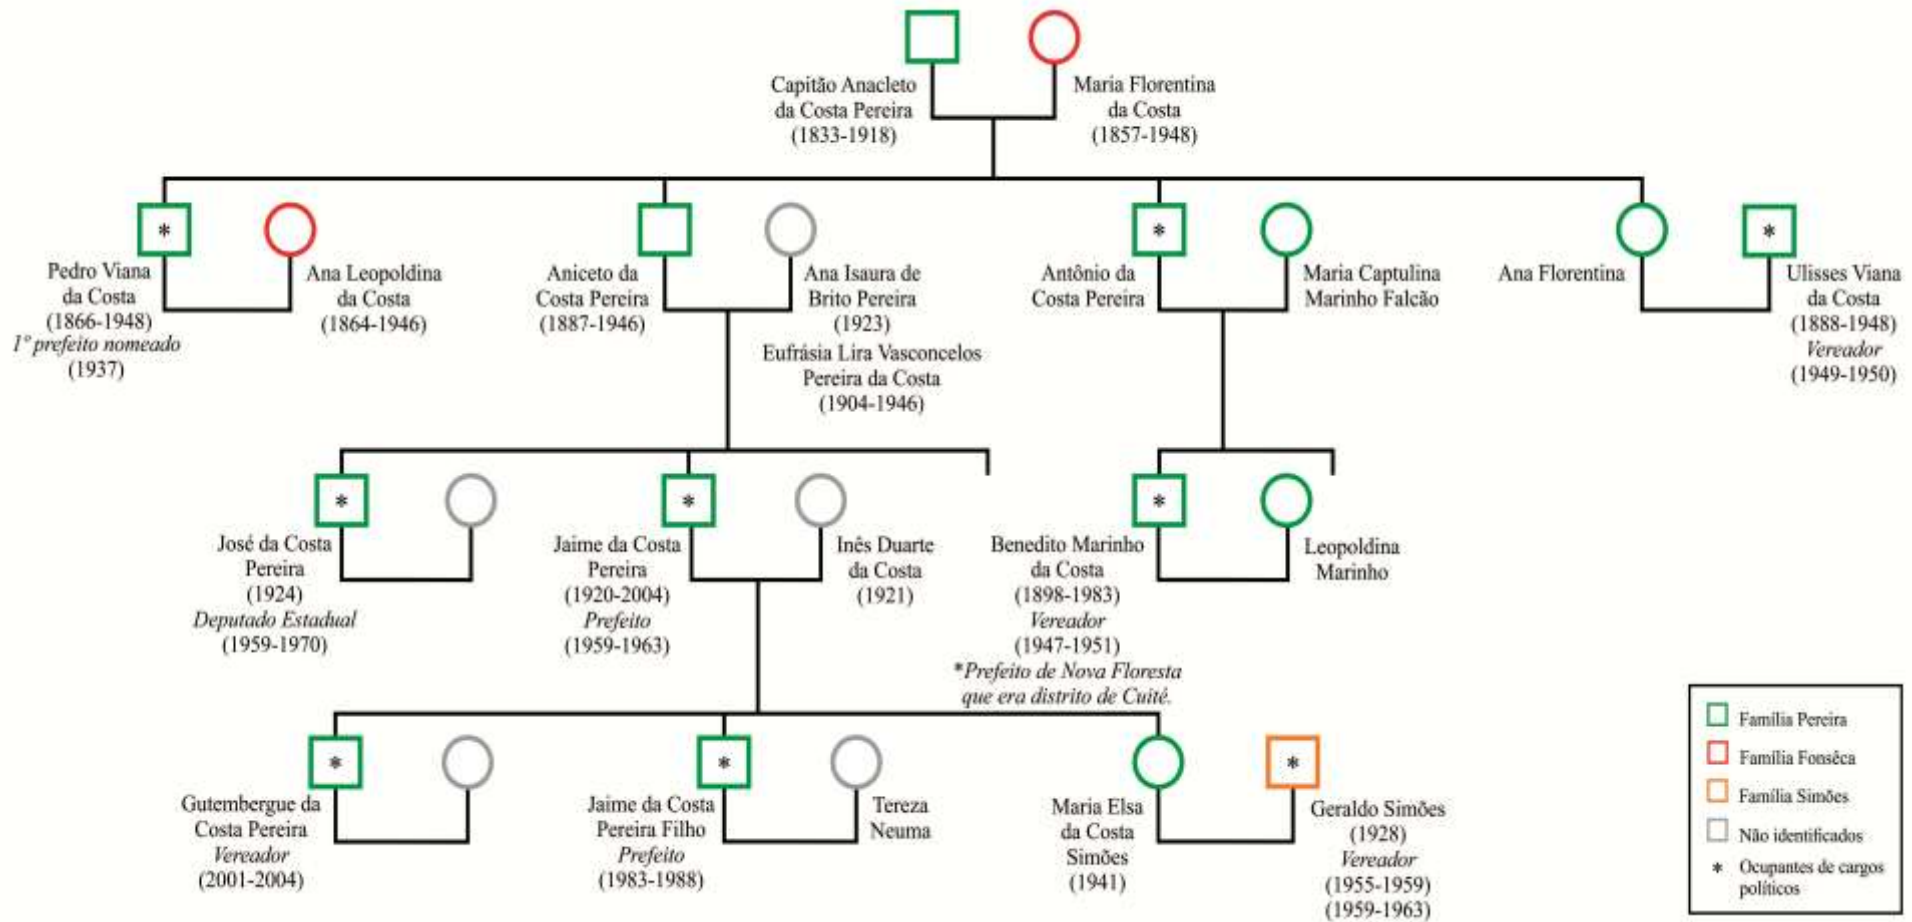 Capitão Anacleto
da Costa Pereira
(1833-1918)
Maria Florentina
da Costa
(1857-1948)
*
Pedro Viana
da Costa
(1866-1948)
1º prefeito nomeado
(1937)
Ana Leopoldina
da Costa
(1864-1946)
Aniceto da
Costa Pereira
(1887-1946)
Ana Isaura de
Brito Pereira
(1923)
Eufrásia Lira Vasconcelos
Pereira da Costa
(1904-1946)
*
Antônio da
Costa Pereira
Maria Captulina
Marinho Falcão
Ana Florentina
*
Ulisses Viana
da Costa
(1888-1948)
Vereador
(1949-1950)
*
José da Costa
Pereira
(1924)
Deputado Estadual
(1959-1970)
*
Jaime da Costa
Pereira
(1920-2004)
Prefeito
(1959-1963)
Inês Duarte
da Costa
(1921)
*
Benedito Marinho
da Costa
(1898-1983)
Vereador
(1947-1951)
*Prefeito de Nova Floresta
que era distrito de Cuité.
Leopoldina
Marinho
*
Gutembergue da
Costa Pereira
Vereador
(2001-2004)
*
Jaime da Costa
Pereira Filho
Prefeito
(1983-1988)
Tereza
Neuma
Maria Elsa
da Costa
Simões
(1941)
*
Geraldo Simões
(1928)
Vereador
(1955-1959)
(1959-1963)
Família Pereira
Família Fonsêca
Família Simões
Não identificados
* Ocupantes de cargos
políticos